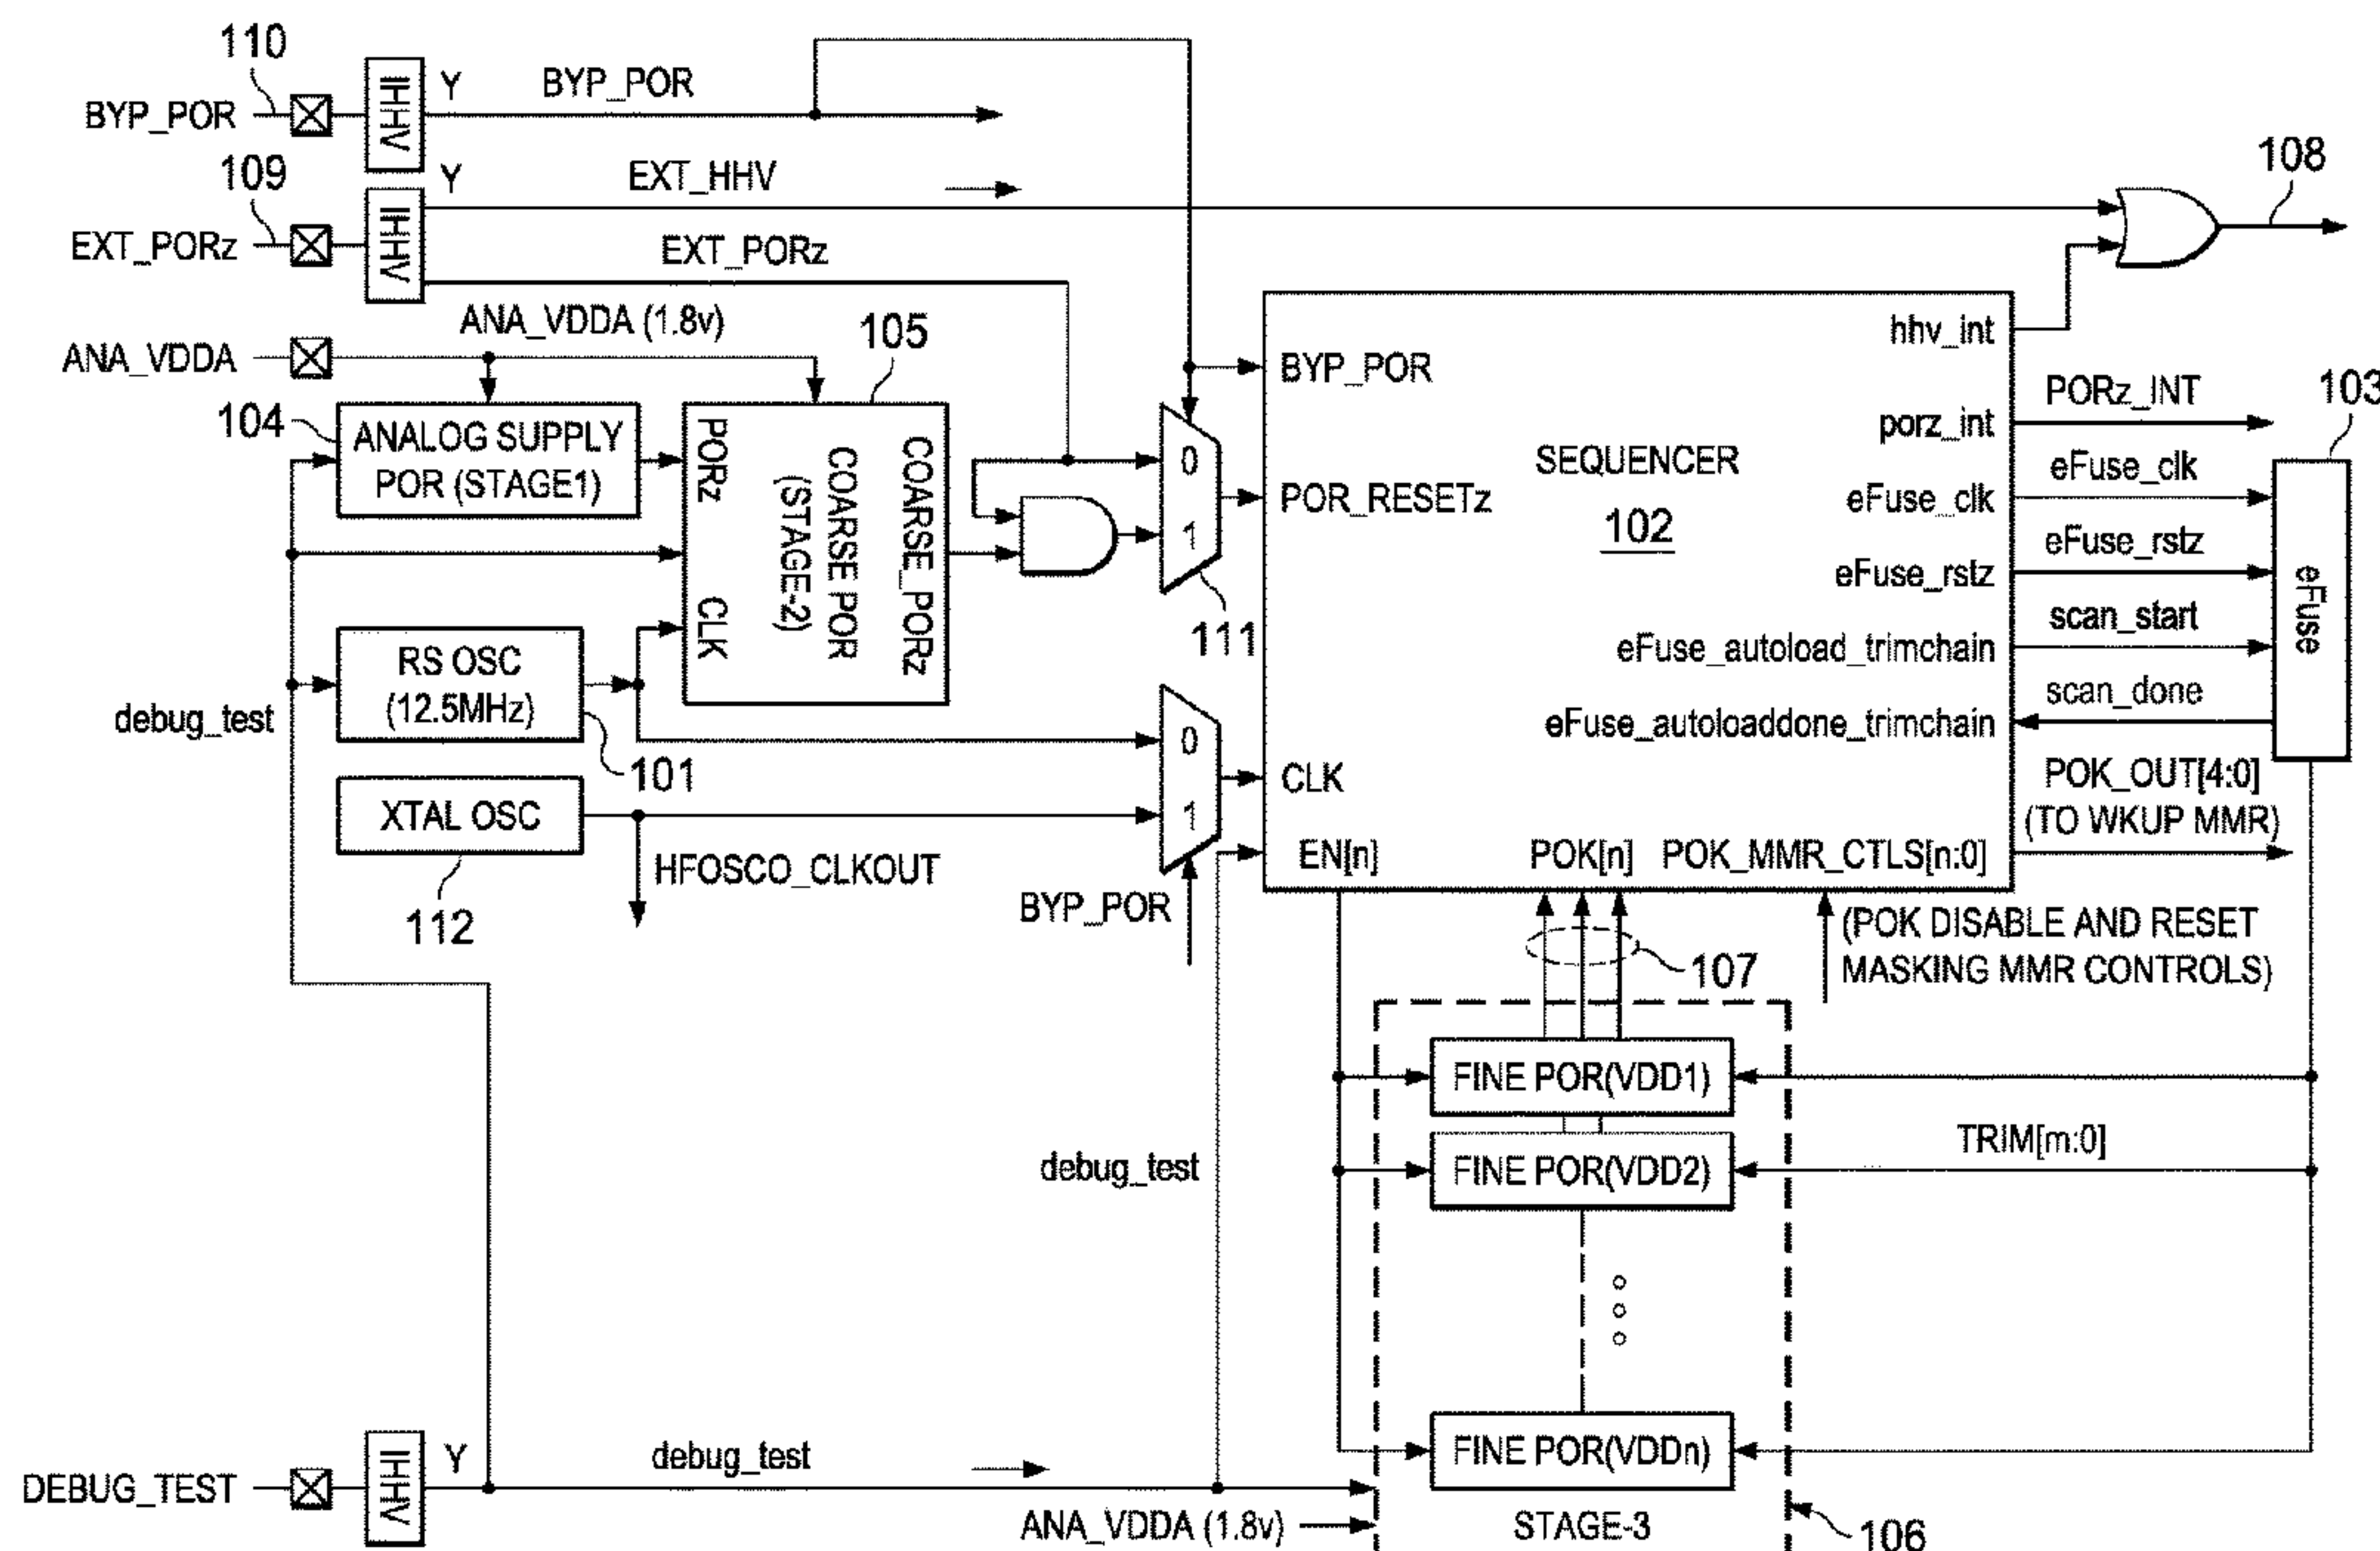 110
BYP_POR
IHHV
Y
BYP_POR
109
EXT_PORz
IHHV
Y
EXT_HHV
EXT_PORz
108
ANA_VDDA
ANA_VDDA (1.8v)
104
ANALOG SUPPLY
POR (STAGE1)
105
PORz
CLK
COARSE POR
(STAGE-2)
COARSE_PORz
0
1
111
debug_test
RS OSC
(12.5MHz)
101
XTAL OSC
112
HFOSCO_CLKOUT
0
1
BYP_POR
BYP_POR
POR_RESETz
CLK
EN[n]
SEQUENCER
102
hhv_int
porz_int
eFuse_clk
eFuse_rstz
eFuse_autoload_trimchain
eFuse_autoloaddone_trimchain
POK[n]
POK_MMR_CTLS[n:0]
PORz_INT
eFuse_clk
eFuse_rstz
scan_start
scan_done
103
eFuse
POK_OUT[4:0]
(TO WKUP MMR)
(POK DISABLE AND RESET
MASKING MMR CONTROLS)
107
FINE POR(VDD1)
FINE POR(VDD2)
TRIM[m:0]
debug_test
FINE POR(VDDn)
STAGE-3
106
DEBUG_TEST
IHHV
Y
debug_test
ANA_VDDA (1.8v)